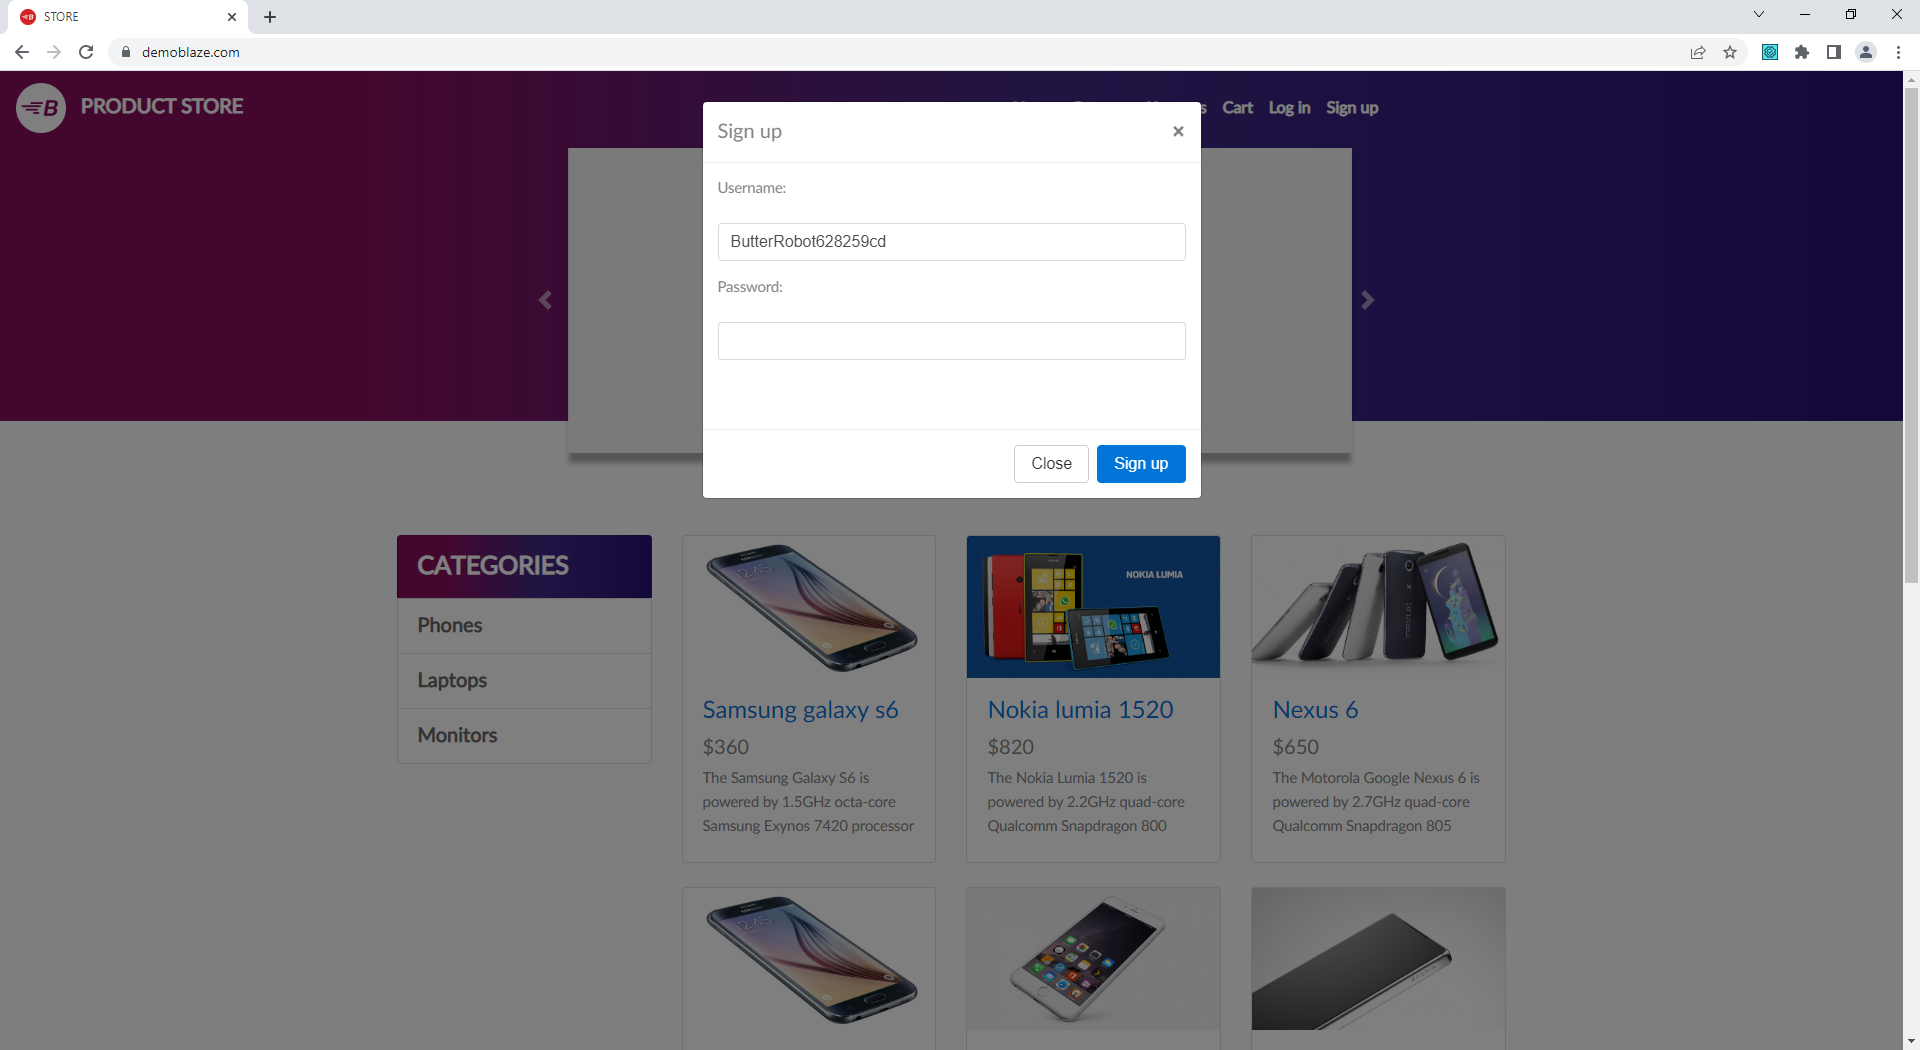 STORE
demoblaze.com
PRODUCT STORE
Cart
Log in
Sign up
Sign up
Username:
ButterRobot628259cd
Password:
Close
Sign up
CATEGORIES
Phones
Laptops
Monitors
NOKIA LUMIA
Samsung galaxy s6
$360
The Samsung Galaxy S6 is
powered by 1.5GHz octa-core
Samsung Exynos 7420 processor
Nokia lumia 1520
$820
The Nokia Lumia 1520 is
powered by 2.2GHz quad-core
Qualcomm Snapdragon 800
Nexus 6
$650
The Motorola Google Nexus 6 is
powered by 2.7GHz quad-core
Qualcomm Snapdragon 805